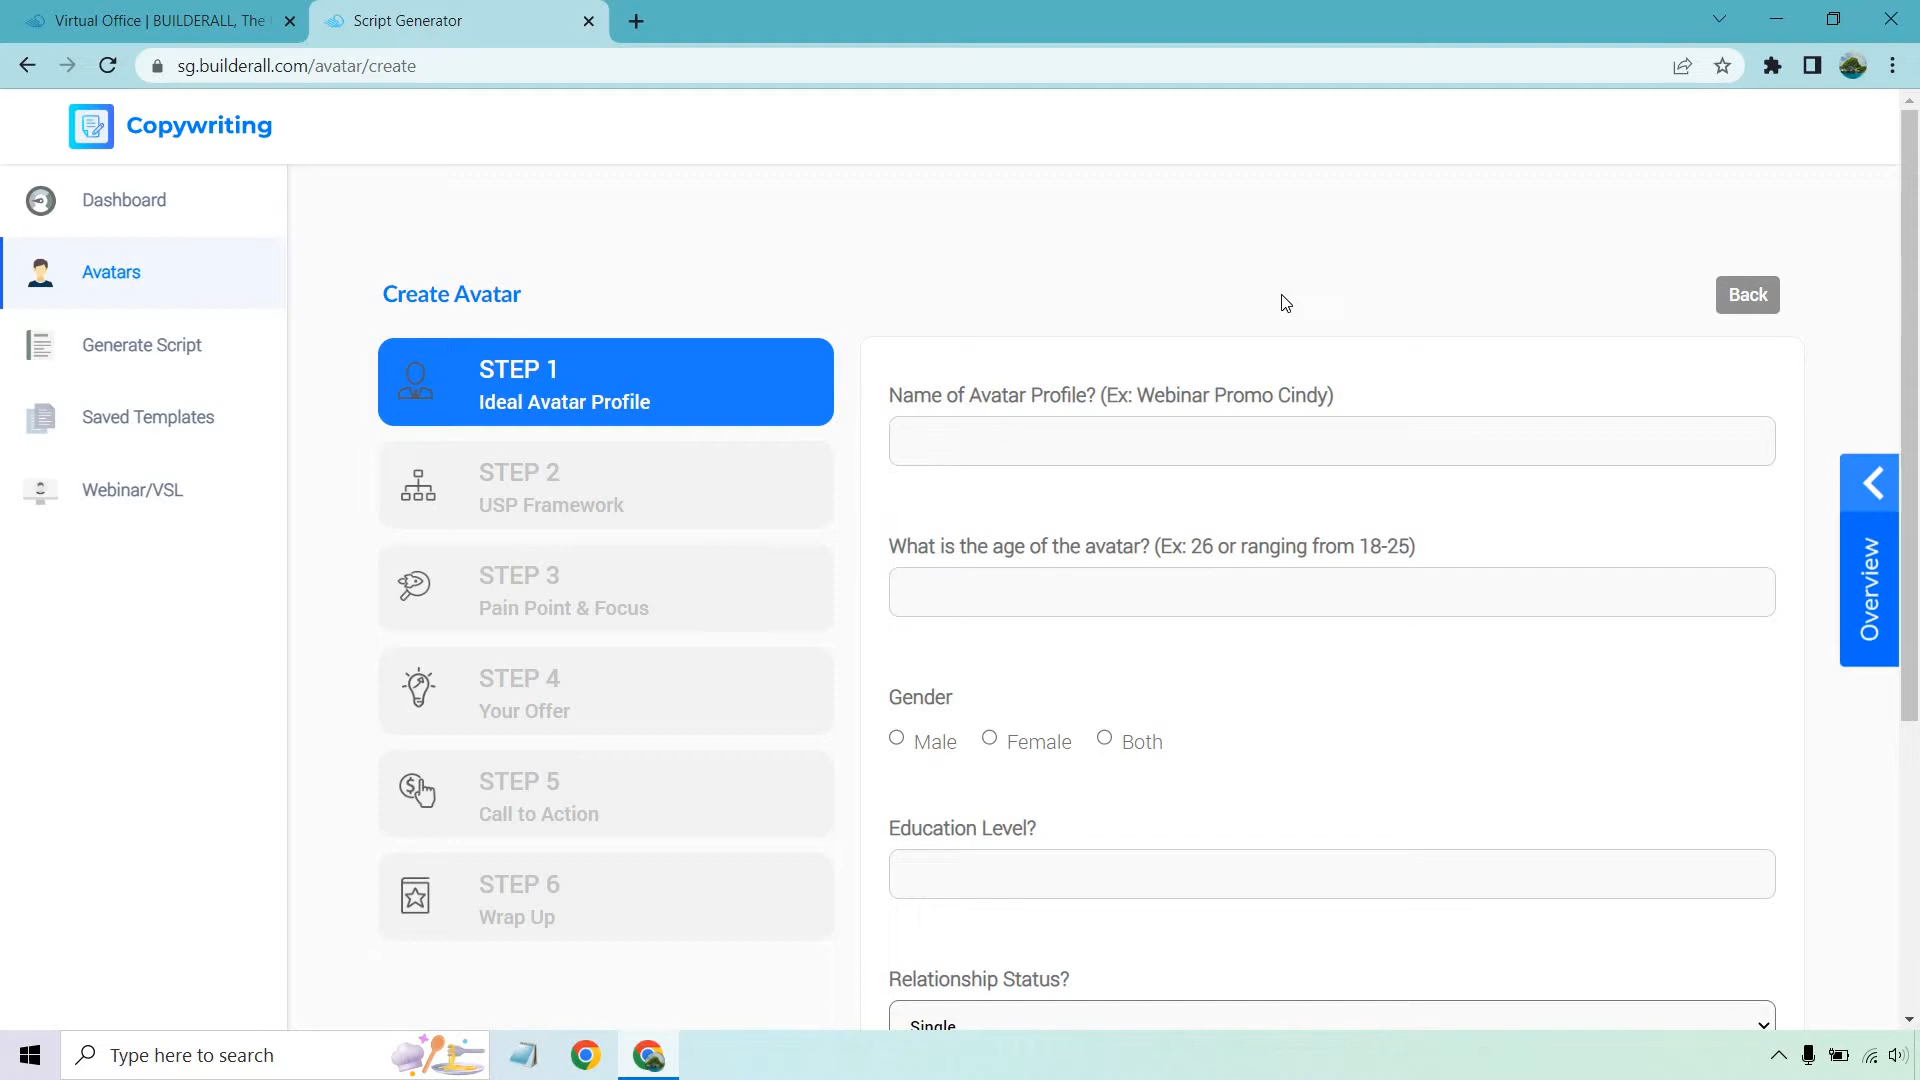 Virtual Office | BUILDERALL, The
Script Generator
sg.builderall.com/avatar/create
Copywriting
Dashboard
Avatars
Generate Script
Saved Templates
Webinar/VSL
Create Avatar
Back
STEP 1
Ideal Avatar Profile
STEP 2
USP Framework
STEP 3
Pain Point & Focus
STEP 4
Your Offer
STEP 5
Call to Action
STEP 6
Wrap Up
Name of Avatar Profile? (Ex: Webinar Promo Cindy)
What is the age of the avatar? (Ex: 26 or ranging from 18-25)
Gender
Male Female Both
Education Level?
Relationship Status?
Single
Overview
Type here to search